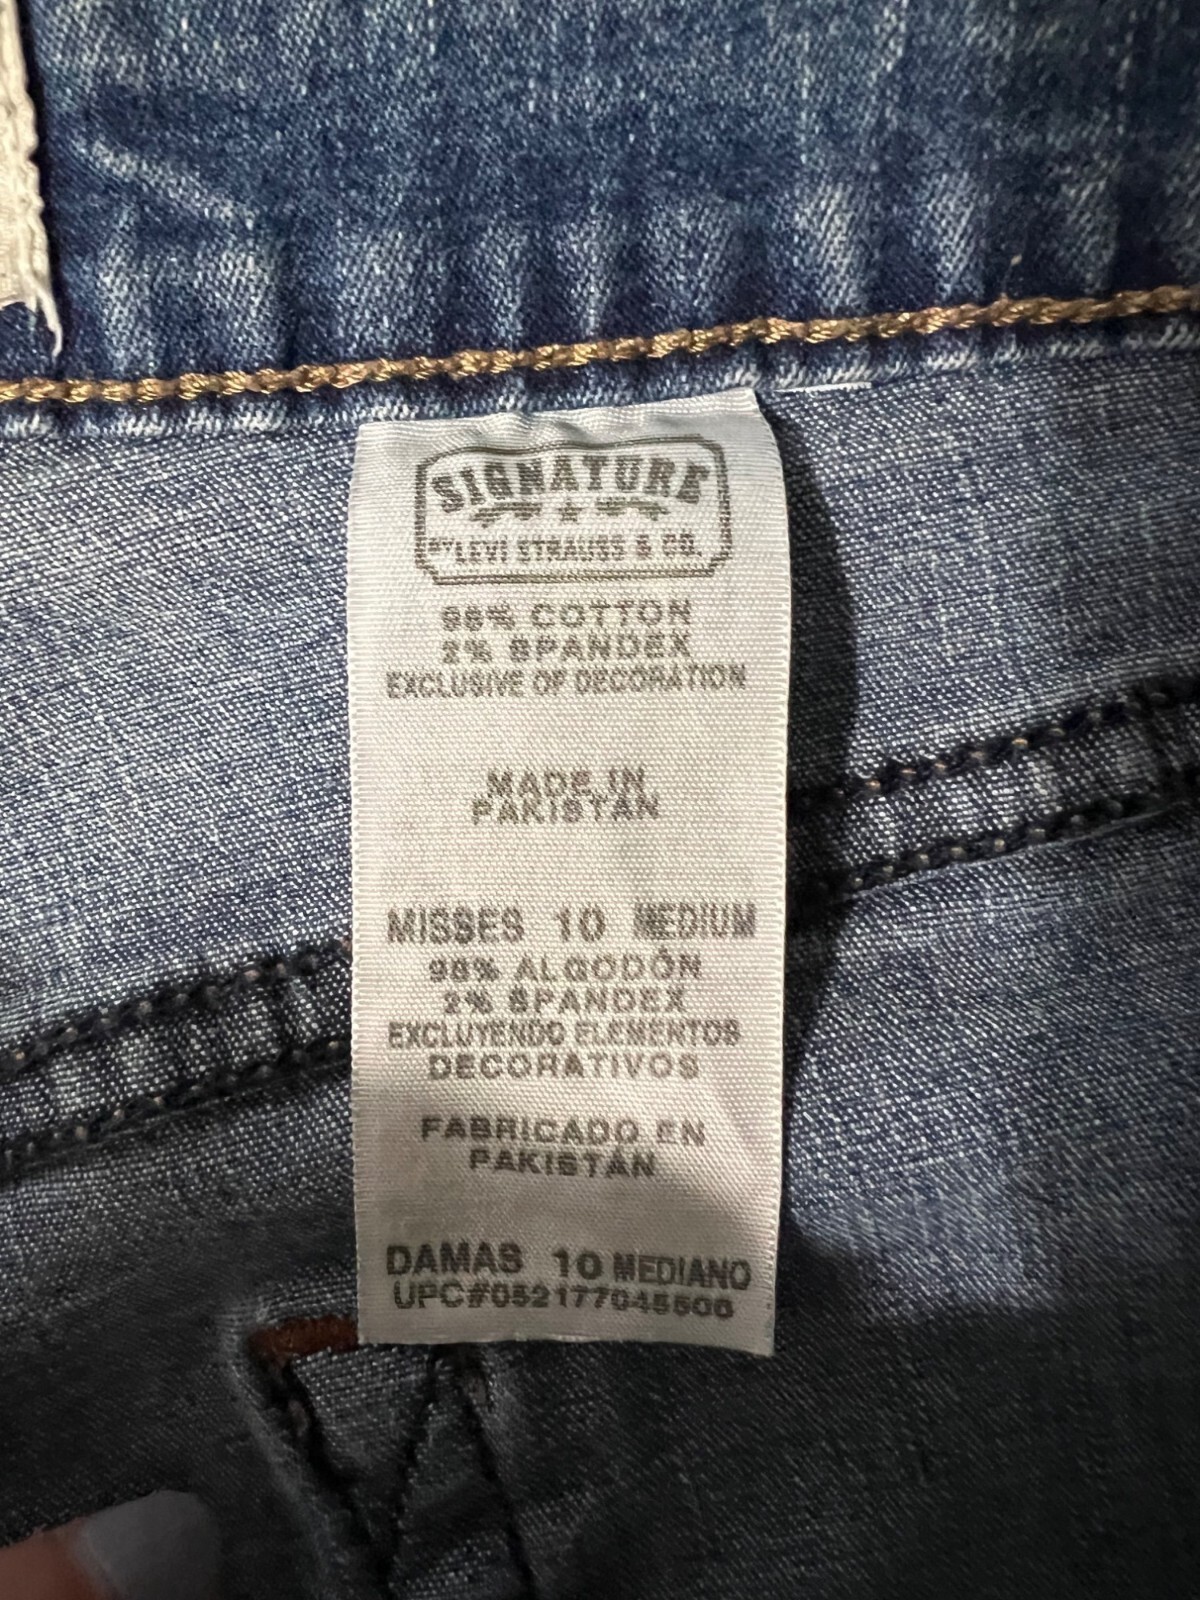 SIGNATURE
BY LEVI STRAUSS & CO.
98% COTTON
2% SPANDEX
EXCLUSIVE OF DECORATION
MADE IN
PAKISTAN
MISSES 10 MEDIUM
98% ALGODÓN
2% SPANDEX
EXCLUYENDO ELEMENTOS
DECORATIVOS
FABRICADO EN
PAKISTÁN
DAMAS 10 MEDIANO
UPC#052177045506